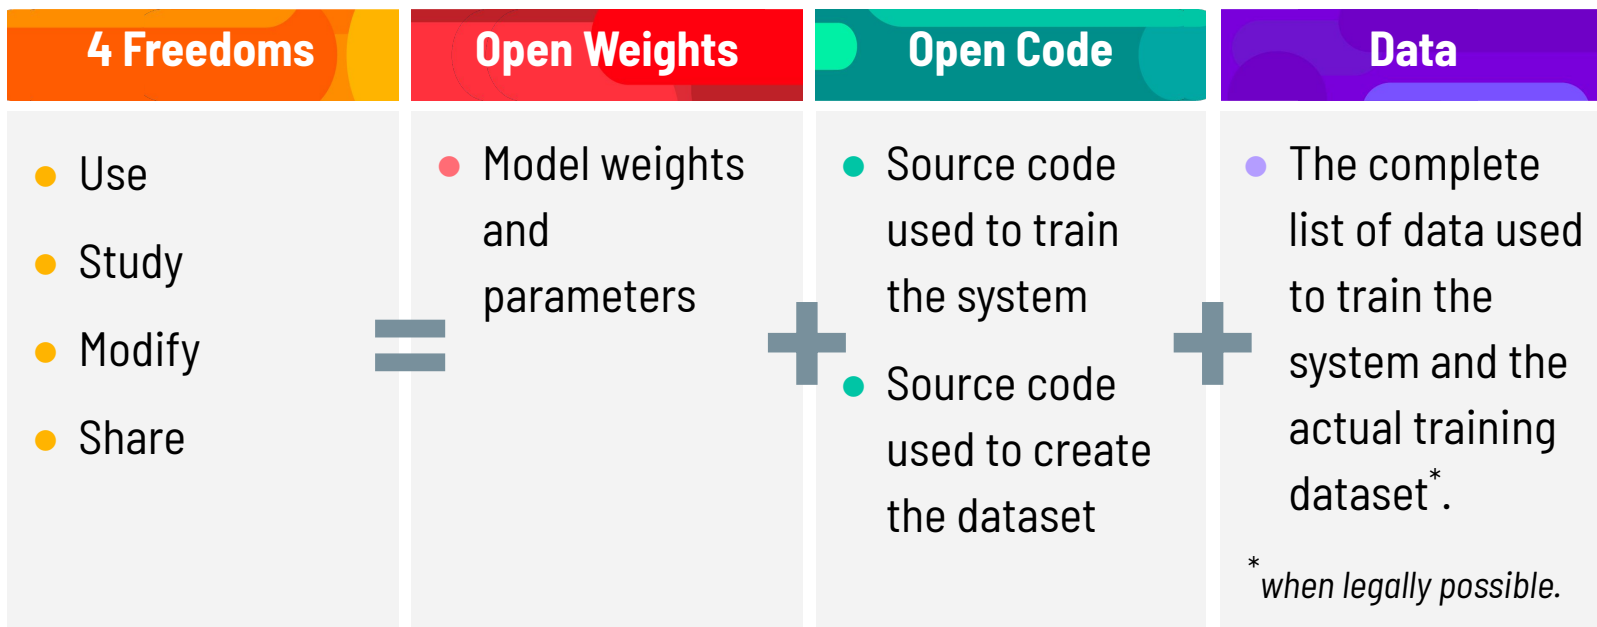 4 Freedoms
Use
Study
Modify
Share
=
Open Weights
Model weights
and
parameters
+
Open Code
Source code
used to train
the system
Source code
used to create
the dataset
+
Data
The complete
list of data used
to train the
system and the
actual training
dataset*.
*when legally possible.